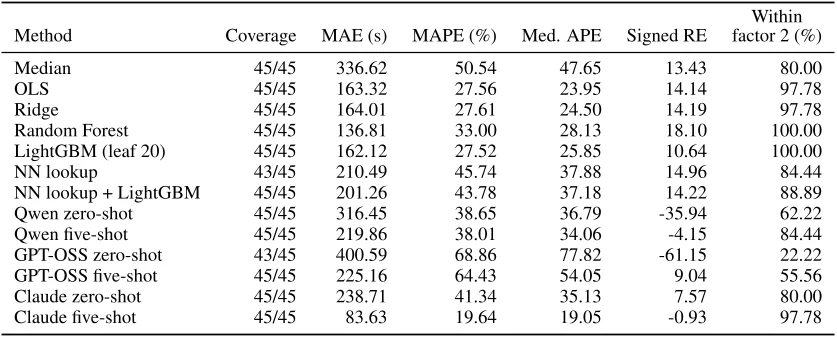 Within
Method Coverage MAE (s) MAPE (%) Med. APE Signed RE factor 2 (%)
Median 45/45 336.62 50.54 47.65 13.43 80.00
OLS 45/45 163.32 27.56 23.95 14.14 97.78
Ridge 45/45 164.01 27.61 24.50 14.19 97.78
Random Forest 45/45 136.81 33.00 28.13 18.10 100.00
LightGBM (leaf 20) 45/45 162.12 27.52 25.85 10.64 100.00
NN lookup 43/45 210.49 45.74 37.88 14.96 84.44
NN lookup + LightGBM 45/45 201.26 43.78 37.18 14.22 88.89
Qwen zero-shot 45/45 316.45 38.65 36.79 -35.94 62.22
Qwen five-shot 45/45 219.86 38.01 34.06 -4.15 84.44
GPT-OSS zero-shot 43/45 400.59 68.86 77.82 -61.15 22.22
GPT-OSS five-shot 45/45 225.16 64.43 54.05 9.04 55.56
Claude zero-shot 45/45 238.71 41.34 35.13 7.57 80.00
Claude five-shot 45/45 83.63 19.64 19.05 -0.93 97.78